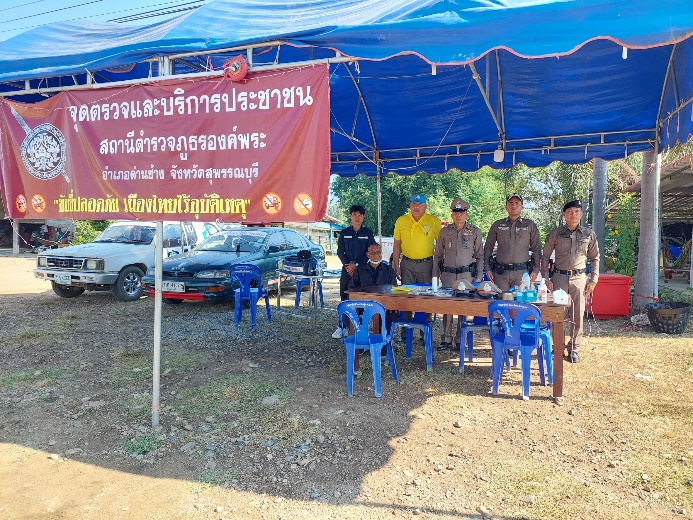 จุดตรวจและบริการประชาชน
สถานีตำรวจภูธรองค์พระ
อำเภอด่านช้าง จังหวัดสุพรรณบุรี
"ขับขี่ปลอดภัย เมืองไทยไร้อุบัติเหตุ"